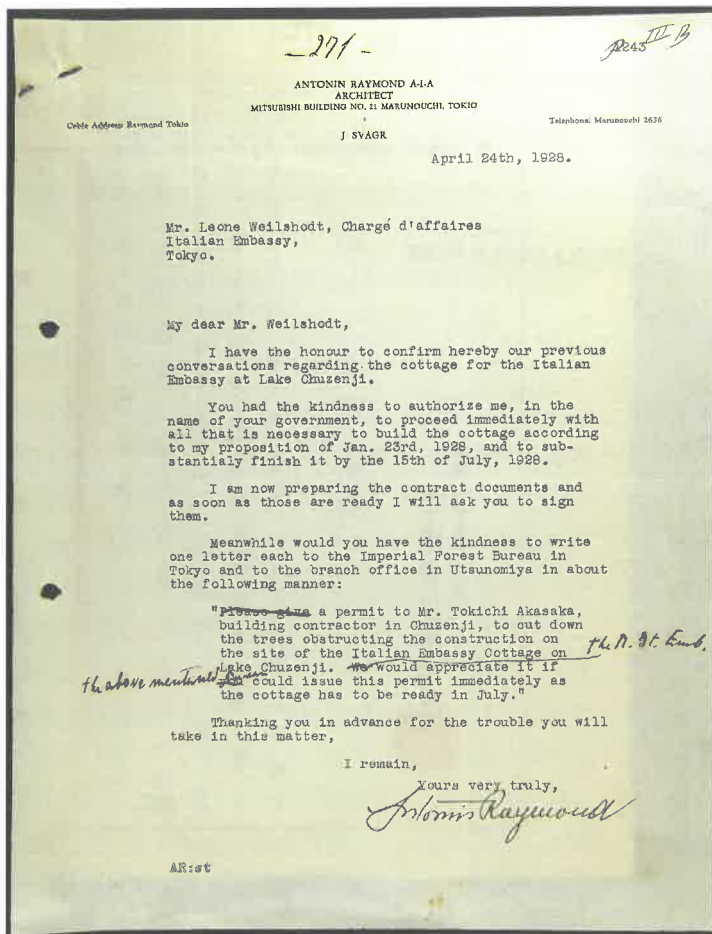 - 271 -
2243 III B
ANTONIN RAYMOND A·I·A
ARCHITECT
MITSUBISHI BUILDING NO. 21 MARUNOUCHI, TOKIO
Cable Address Raymond Tokio
Telephone Marunouchi 2636
J SVAGR
April 24th, 1928.
Mr. Leone Weilshodt, Chargé d'affaires
Italian Embassy,
Tokyo.
My dear Mr. Weilshodt,
I have the honour to confirm hereby our previous
conversations regarding the cottage for the Italian
Embassy at Lake Chuzenji.
You had the kindness to authorize me, in the
name of your government, to proceed immediately with
all that is necessary to build the cottage according
to my proposition of Jan. 23rd, 1928, and to sub-
stantialy finish it by the 15th of July, 1928.
I am now preparing the contract documents and
as soon as those are ready I will ask you to sign
them.
Meanwhile would you have the kindness to write
one letter each to the Imperial Forest Bureau in
Tokyo and to the branch office in Utsunomiya in about
the following manner:
"Please give a permit to Mr. Tokichi Akasaka,
building contractor in Chuzenji, to cut down
the trees obstructing the construction on
the site of the Italian Embassy Cottage on the R. It. Emb.
Lake Chuzenji. We would appreciate it if
the above mentioned you could issue this permit immediately as
the cottage has to be ready in July."
Thanking you in advance for the trouble you will
take in this matter,
I remain,
Yours very truly,
Antonin Raymond
AR:st